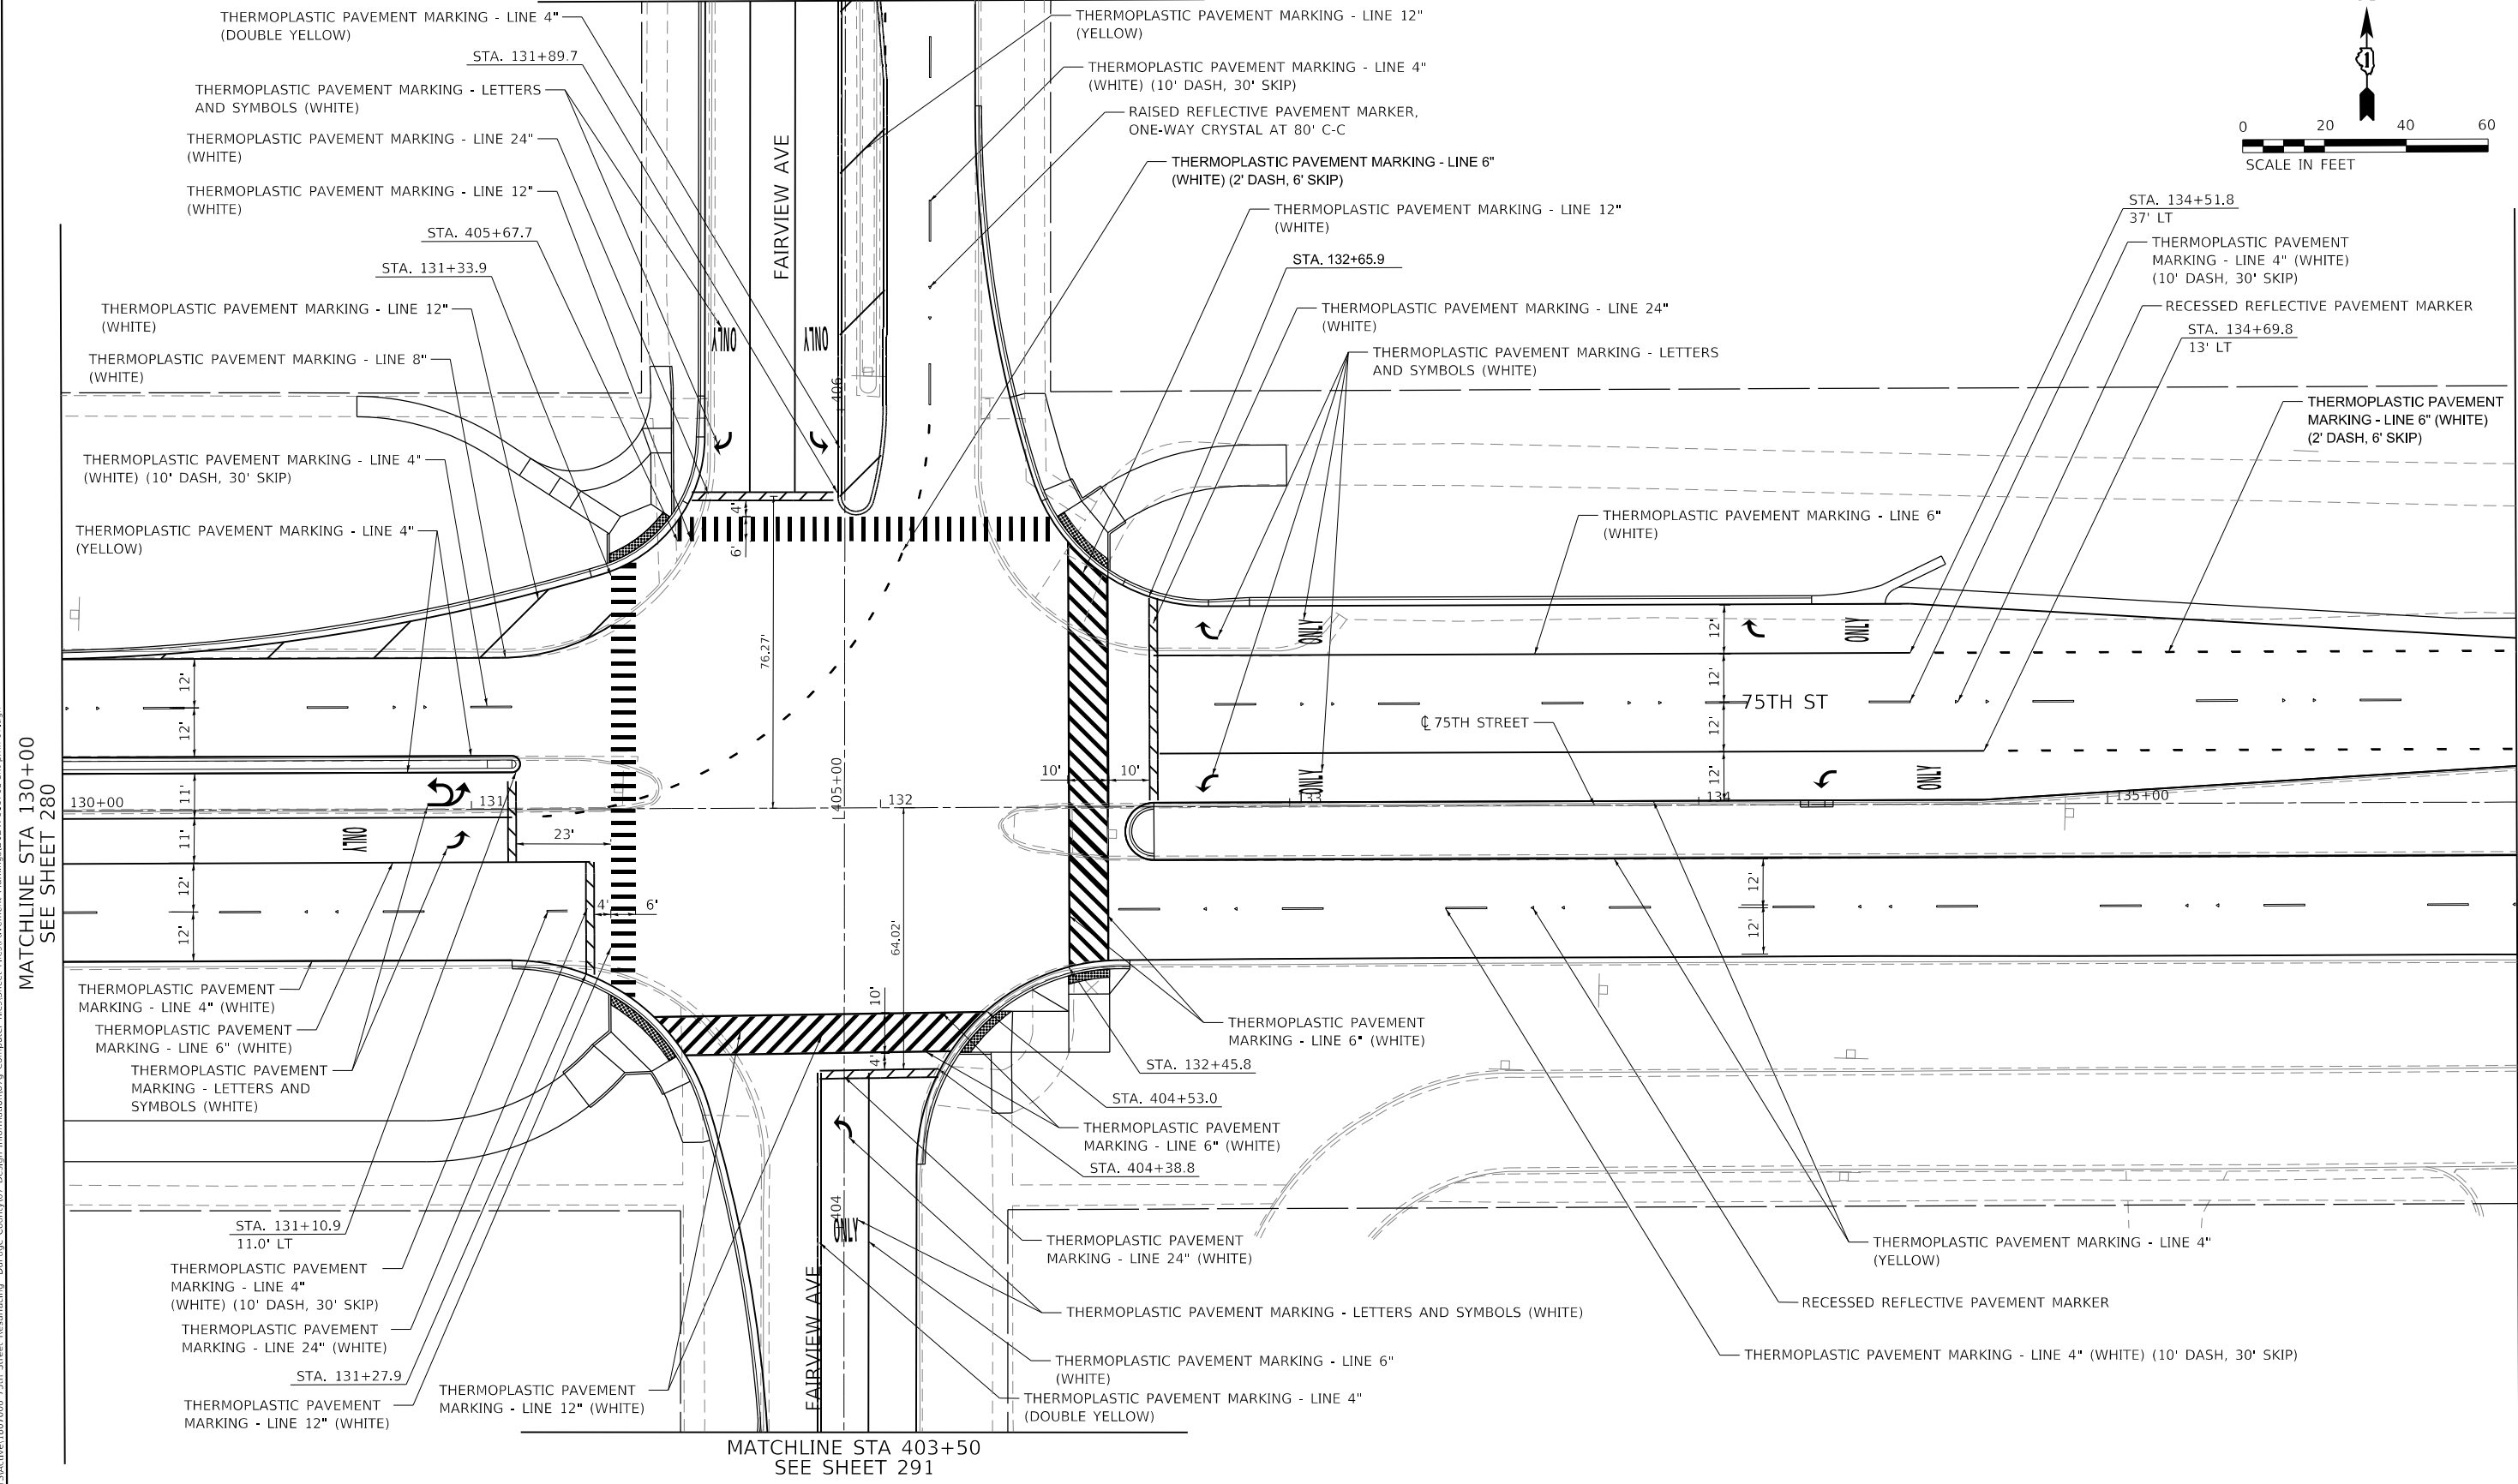 THERMOPLASTIC PAVEMENT MARKING - LINE 4"
(DOUBLE YELLOW)
STA. 131+89.7
THERMOPLASTIC PAVEMENT MARKING - LETTERS
AND SYMBOLS (WHITE)
THERMOPLASTIC PAVEMENT MARKING - LINE 24"
(WHITE)
THERMOPLASTIC PAVEMENT MARKING - LINE 12"
(WHITE)
STA. 405+67.7
STA. 131+33.9
THERMOPLASTIC PAVEMENT MARKING - LINE 12"
(WHITE)
THERMOPLASTIC PAVEMENT MARKING - LINE 8"
(WHITE)
THERMOPLASTIC PAVEMENT MARKING - LINE 4"
(WHITE) (10' DASH, 30' SKIP)
THERMOPLASTIC PAVEMENT MARKING - LINE 4"
(YELLOW)
THERMOPLASTIC PAVEMENT MARKING - LINE 12"
(YELLOW)
THERMOPLASTIC PAVEMENT MARKING - LINE 4"
(WHITE) (10' DASH, 30' SKIP)
RAISED REFLECTIVE PAVEMENT MARKER,
ONE-WAY CRYSTAL AT 80' C-C
THERMOPLASTIC PAVEMENT MARKING - LINE 6"
(WHITE) (2' DASH, 6' SKIP)
THERMOPLASTIC PAVEMENT MARKING - LINE 12"
(WHITE)
STA. 132+65.9
THERMOPLASTIC PAVEMENT MARKING - LINE 24"
(WHITE)
THERMOPLASTIC PAVEMENT MARKING - LETTERS
AND SYMBOLS (WHITE)
0 20 40 60
SCALE IN FEET
STA. 134+51.8
37' LT
THERMOPLASTIC PAVEMENT
MARKING - LINE 4" (WHITE)
(10' DASH, 30' SKIP)
RECESSED REFLECTIVE PAVEMENT MARKER
STA. 134+69.8
13' LT
THERMOPLASTIC PAVEMENT
MARKING - LINE 6" (WHITE)
(2' DASH, 6' SKIP)
THERMOPLASTIC PAVEMENT MARKING - LINE 6"
(WHITE)
FAIRVIEW AVE
ONLY
ONLY
406
4'
6'
76.27'
12'
12'
11'
11'
12'
12'
130+00
131
ONLY
23'
4'
6'
405+00
132
64.02'
10'
10'
ONLY
ONLY
ONLY
ONLY
12'
12'
12'
12'
75TH ST
℄ 75TH STREET
133
134
135+00
12'
12'
MATCHLINE STA 130+00
SEE SHEET 280
THERMOPLASTIC PAVEMENT
MARKING - LINE 4" (WHITE)
THERMOPLASTIC PAVEMENT
MARKING - LINE 6" (WHITE)
THERMOPLASTIC PAVEMENT
MARKING - LETTERS AND
SYMBOLS (WHITE)
STA. 131+10.9
11.0' LT
THERMOPLASTIC PAVEMENT
MARKING - LINE 4"
(WHITE) (10' DASH, 30' SKIP)
THERMOPLASTIC PAVEMENT
MARKING - LINE 24" (WHITE)
STA. 131+27.9
THERMOPLASTIC PAVEMENT
MARKING - LINE 12" (WHITE)
THERMOPLASTIC PAVEMENT
MARKING - LINE 12" (WHITE)
10'
4'
404
ONLY
FAIRVIEW AVE
THERMOPLASTIC PAVEMENT
MARKING - LINE 6" (WHITE)
STA. 132+45.8
STA. 404+53.0
THERMOPLASTIC PAVEMENT
MARKING - LINE 6" (WHITE)
STA. 404+38.8
THERMOPLASTIC PAVEMENT
MARKING - LINE 24" (WHITE)
THERMOPLASTIC PAVEMENT MARKING - LETTERS AND SYMBOLS (WHITE)
THERMOPLASTIC PAVEMENT MARKING - LINE 6"
(WHITE)
THERMOPLASTIC PAVEMENT MARKING - LINE 4"
(DOUBLE YELLOW)
THERMOPLASTIC PAVEMENT MARKING - LINE 4"
(YELLOW)
RECESSED REFLECTIVE PAVEMENT MARKER
THERMOPLASTIC PAVEMENT MARKING - LINE 4" (WHITE) (10' DASH, 30' SKIP)
MATCHLINE STA 403+50
SEE SHEET 291